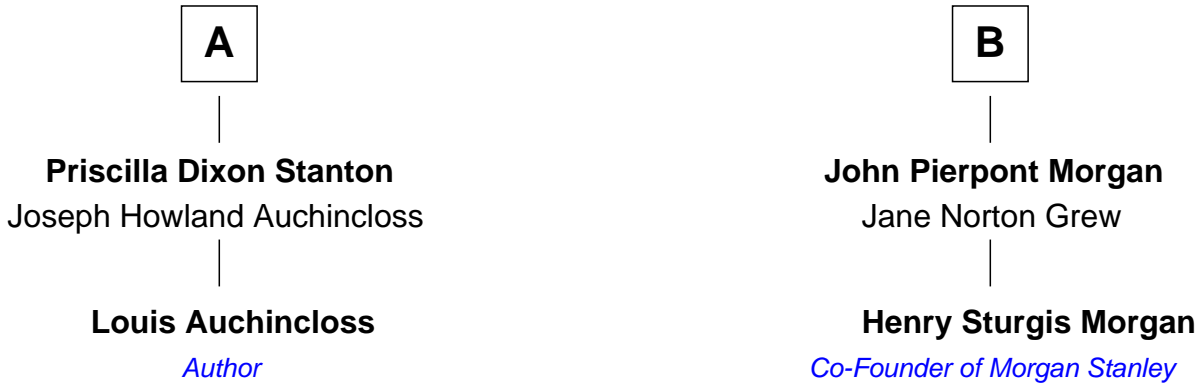 A
B
Priscilla Dixon Stanton
Joseph Howland Auchincloss
John Pierpont Morgan
Jane Norton Grew
Louis Auchincloss
Author
Henry Sturgis Morgan
Co-Founder of Morgan Stanley